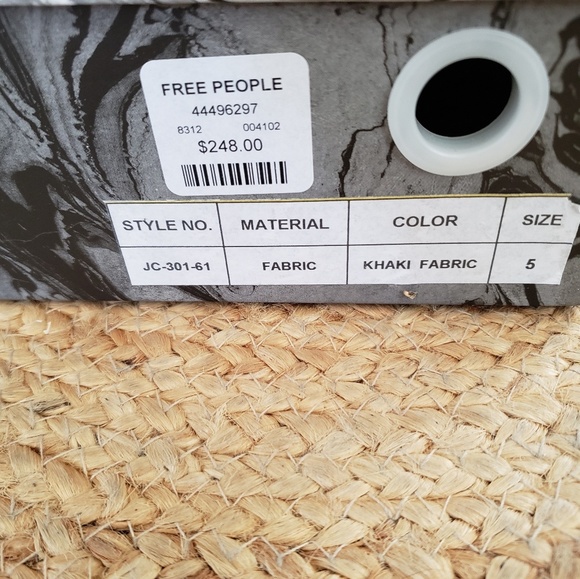 FREE PEOPLE
44496297
8312 004102
$248.00
STYLE NO. MATERIAL COLOR SIZE
JC-301-61 FABRIC KHAKI FABRIC 5